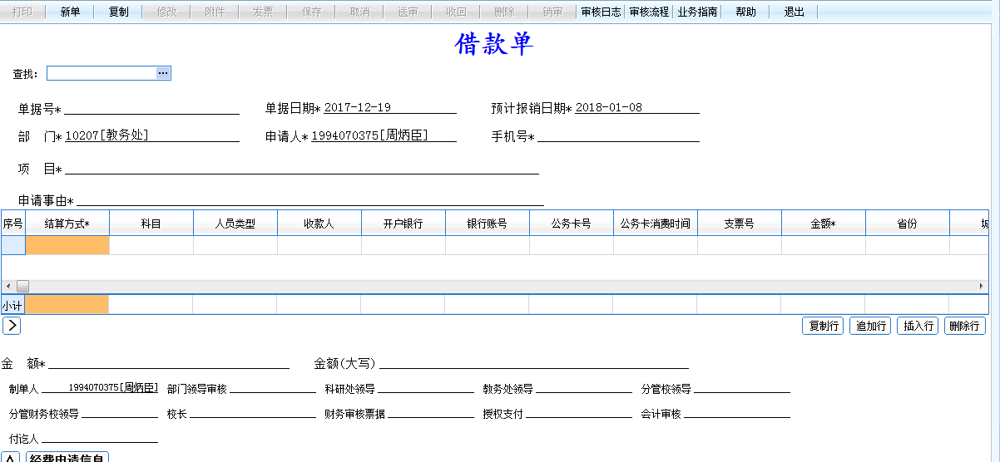 打印 新单 复制 修改 附件 发票 保存 取消 送审 收回 删除 销审 审核日志 审核流程 业务指南 帮助 退出
借款单
查找: ...
单据号* 单据日期* 2017-12-19 预计报销日期* 2018-01-08
部 门* 10207[教务处] 申请人* 1994070375[周炳臣] 手机号*
项 目*
申请事由*
序号 结算方式* 科目 人员类型 收款人 开户银行 银行账号 公务卡号 公务卡消费时间 支票号 金额* 省份
小计
复制行 追加行 插入行 删除行
金 额* 金额(大写)
制单人 1994070375[周炳臣] 部门领导审核 科研处领导 教务处领导 分管校领导
分管财务校领导 校长 财务审核票据 授权支付 会计审核
付讫人
经费申请信息